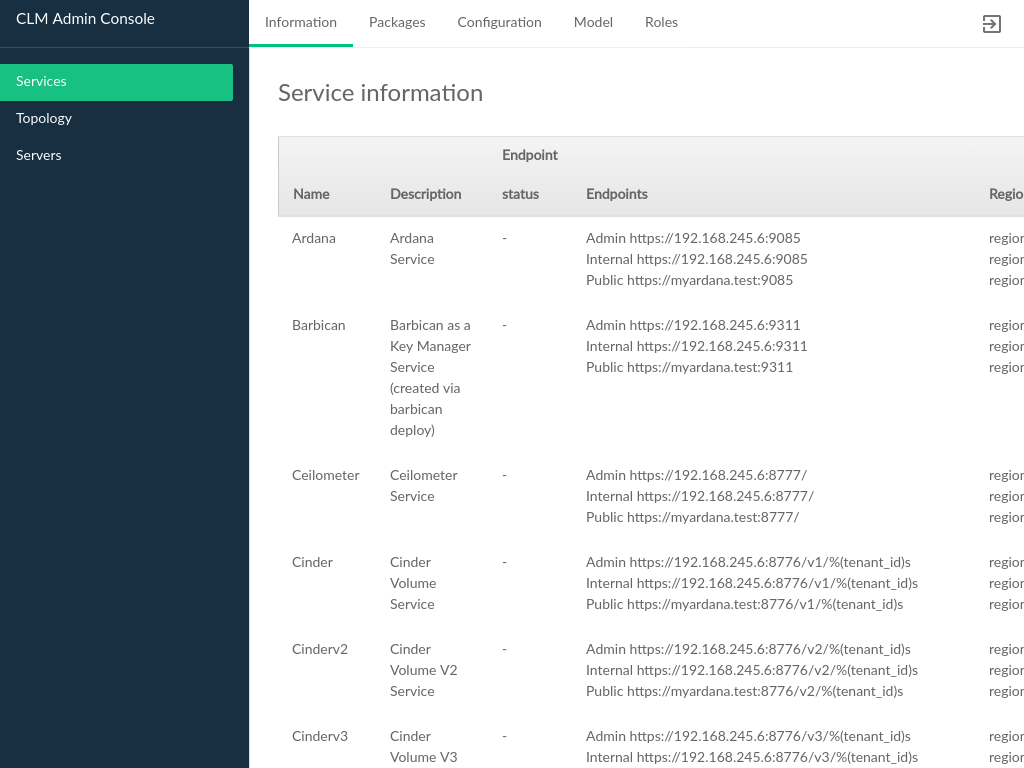 CLM Admin Console
Information Packages Configuration Model Roles
Services
Topology
Servers
Service information
Endpoint
Name Description status Endpoints Regio
Ardana Ardana - Admin https://192.168.245.6:9085 region
Service Internal https://192.168.245.6:9085 region
Public https://myardana.test:9085 region
Barbican Barbican as a - Admin https://192.168.245.6:9311 region
Key Manager Internal https://192.168.245.6:9311 region
Service Public https://myardana.test:9311 region
(created via
barbican
deploy)
Ceilometer Ceilometer - Admin https://192.168.245.6:8777/ region
Service Internal https://192.168.245.6:8777/ region
Public https://myardana.test:8777/ region
Cinder Cinder - Admin https://192.168.245.6:8776/v1/%(tenant_id)s region
Volume Internal https://192.168.245.6:8776/v1/%(tenant_id)s region
Service Public https://myardana.test:8776/v1/%(tenant_id)s region
Cinderv2 Cinder - Admin https://192.168.245.6:8776/v2/%(tenant_id)s region
Volume V2 Internal https://192.168.245.6:8776/v2/%(tenant_id)s region
Service Public https://myardana.test:8776/v2/%(tenant_id)s region
Cinderv3 Cinder - Admin https://192.168.245.6:8776/v3/%(tenant_id)s region
Volume V3 Internal https://192.168.245.6:8776/v3/%(tenant_id)s region